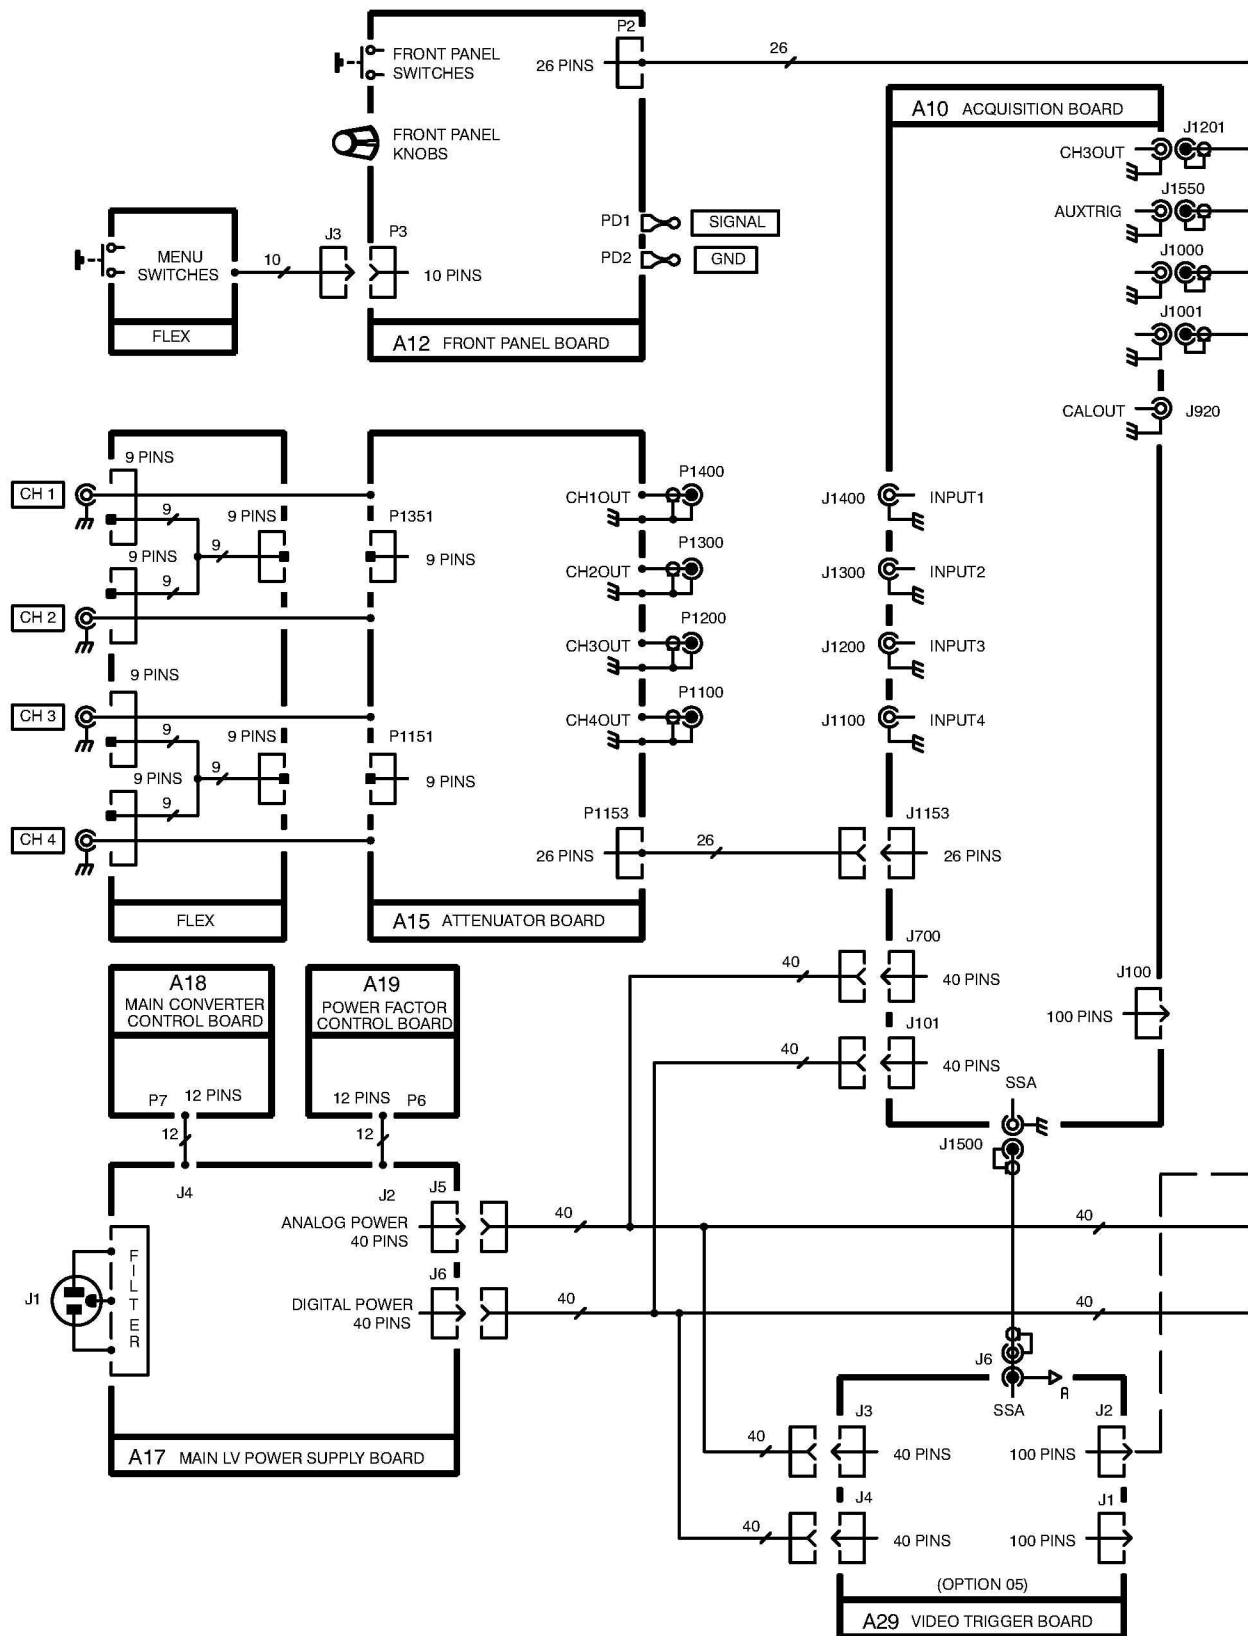 P2
26
FRONT PANEL
SWITCHES
26 PINS
A10 ACQUISITION BOARD
J1201
CH3OUT
FRONT PANEL
KNOBS
J1550
AUXTRIG
PD1
SIGNAL
J3
P3
MENU
SWITCHES
10
10 PINS
PD2
GND
J1000
J1001
FLEX
A12 FRONT PANEL BOARD
CALOUT
J920
9 PINS
CH 1
9
9 PINS
P1351
CH1OUT
P1400
J1400
INPUT1
9 PINS
9
9 PINS
9
P1300
CH2OUT
J1300
INPUT2
CH 2
P1200
CH3OUT
J1200
INPUT3
9 PINS
CH 3
9
9 PINS
P1151
P1100
CH4OUT
J1100
INPUT4
9 PINS
9
9 PINS
9
CH 4
P1153
26 PINS
26
J1153
26 PINS
FLEX
A15 ATTENUATOR BOARD
J700
40
40 PINS
A18
MAIN CONVERTER
CONTROL BOARD
A19
POWER FACTOR
CONTROL BOARD
J100
100 PINS
J101
40
40 PINS
SSA
P7
12 PINS
12 PINS
P6
12
12
J1500
J4
J2
J5
ANALOG POWER
40 PINS
40
40
J1
FILTER
J6
DIGITAL POWER
40 PINS
40
40
J6
A
SSA
J3
J2
40
40 PINS
100 PINS
A17 MAIN LV POWER SUPPLY BOARD
J4
J1
40
40 PINS
100 PINS
(OPTION 05)
A29 VIDEO TRIGGER BOARD